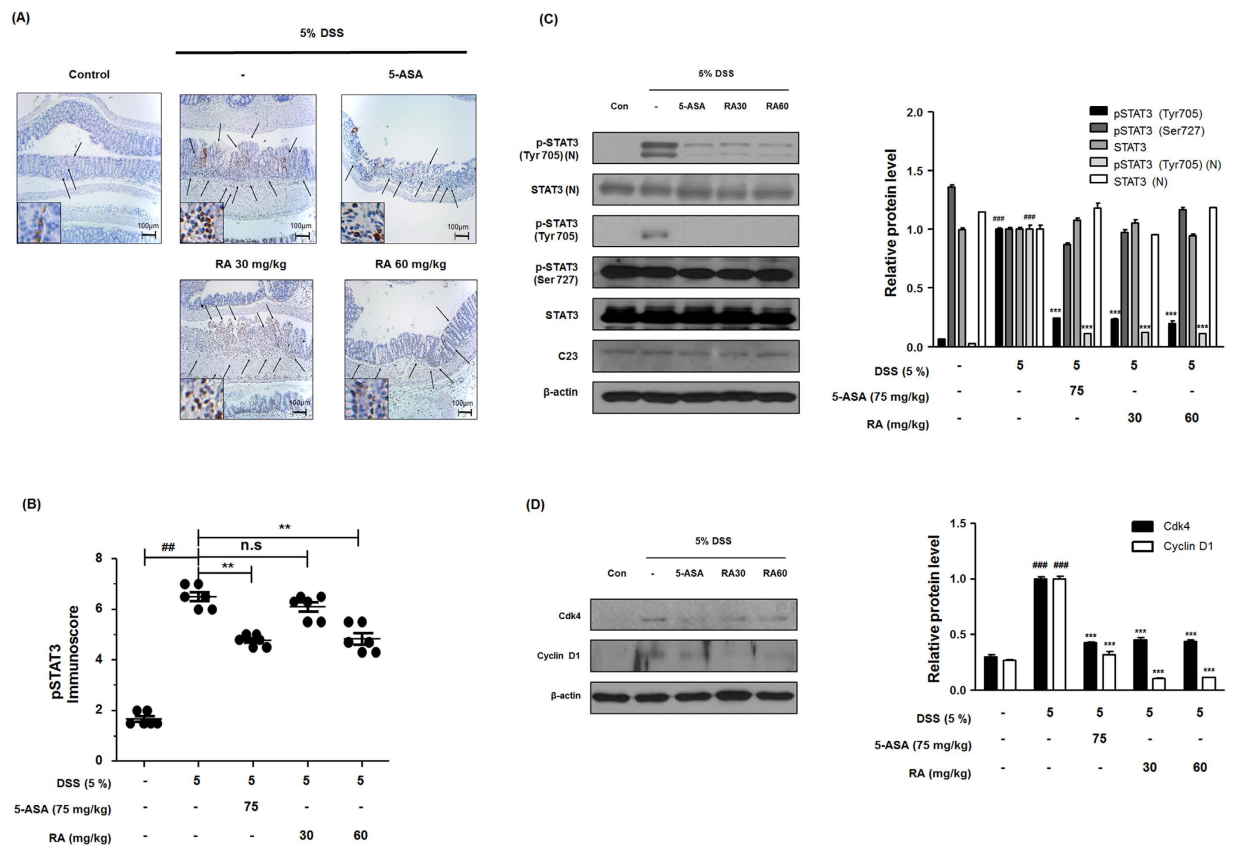 (A)
5% DSS
Control
-
5-ASA
100μm
100μm
100μm
RA 30 mg/kg
RA 60 mg/kg
100μm
100μm
(B)
**
n.s
##
**
8
6
4
2
0
pSTAT3
Immunoscore
DSS (5 %)
-
5
5
5
5
5-ASA (75 mg/kg)
-
-
75
-
-
RA (mg/kg)
-
-
-
30
60
(C)
5% DSS
Con
-
5-ASA
RA30
RA60
p-STAT3
(Tyr 705) (N)
STAT3 (N)
p-STAT3
(Tyr 705)
p-STAT3
(Ser 727)
STAT3
C23
β-actin
pSTAT3 (Tyr705)
pSTAT3 (Ser727)
STAT3
pSTAT3 (Tyr705) (N)
STAT3 (N)
2.0
1.5
1.0
0.5
0.0
Relative protein level
###
###
***
***
***
***
***
***
DSS (5 %)
-
5
5
5
5
5-ASA (75 mg/kg)
-
-
75
-
-
RA (mg/kg)
-
-
-
30
60
(D)
5% DSS
Con
-
5-ASA
RA30
RA60
Cdk4
Cyclin D1
β-actin
Cdk4
Cyclin D1
1.5
1.0
0.5
0.0
Relative protein level
###
###
***
***
***
***
***
***
DSS (5 %)
-
5
5
5
5
5-ASA (75 mg/kg)
-
-
75
-
-
RA (mg/kg)
-
-
-
30
60